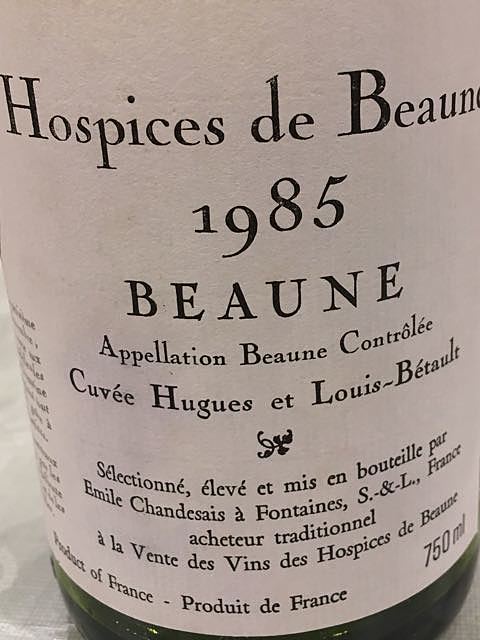 Hospices de Beaune
1985
BEAUNE
Appellation Beaune Contrôlée
Cuvée Hugues et Louis~Bétault
Sélectionné, élevé et mis en bouteille par
Emile Chandesais à Fontaines, S.-&-L., France
acheteur traditionnel
à la Vente des Vins des Hospices de Beaune
750 ml
Product of France - Produit de France